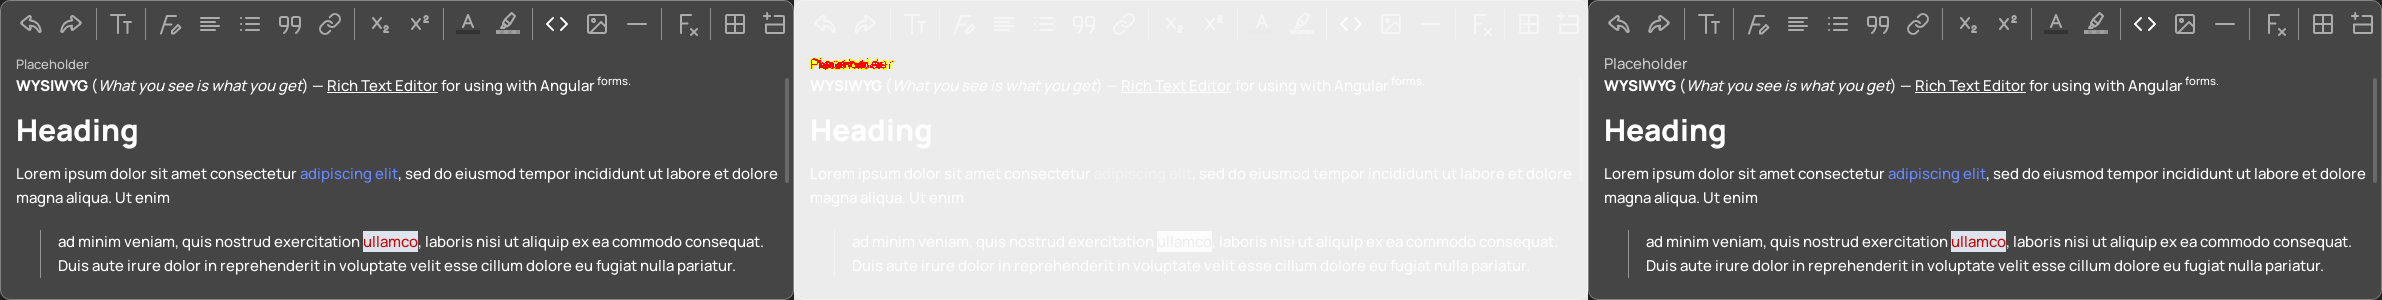 Placeholder
WYSIWYG (What you see is what you get) — Rich Text Editor for using with Angular forms.
Heading
Lorem ipsum dolor sit amet consectetur adipiscing elit, sed do eiusmod tempor incididunt ut labore et dolore
magna aliqua. Ut enim
ad minim veniam, quis nostrud exercitation ullamco, laboris nisi ut aliquip ex ea commodo consequat.
Duis aute irure dolor in reprehenderit in voluptate velit esse cillum dolore eu fugiat nulla pariatur.
Placeholder
WYSIWYG (What you see is what you get) — Rich Text Editor for using with Angular forms.
Heading
Lorem ipsum dolor sit amet consectetur adipiscing elit, sed do eiusmod tempor incididunt ut labore et dolore
magna aliqua. Ut enim
ad minim veniam, quis nostrud exercitation ullamco, laboris nisi ut aliquip ex ea commodo consequat.
Duis aute irure dolor in reprehenderit in voluptate velit esse cillum dolore eu fugiat nulla pariatur.
Placeholder
WYSIWYG (What you see is what you get) — Rich Text Editor for using with Angular forms.
Heading
Lorem ipsum dolor sit amet consectetur adipiscing elit, sed do eiusmod tempor incididunt ut labore et dolore
magna aliqua. Ut enim
ad minim veniam, quis nostrud exercitation ullamco, laboris nisi ut aliquip ex ea commodo consequat.
Duis aute irure dolor in reprehenderit in voluptate velit esse cillum dolore eu fugiat nulla pariatur.